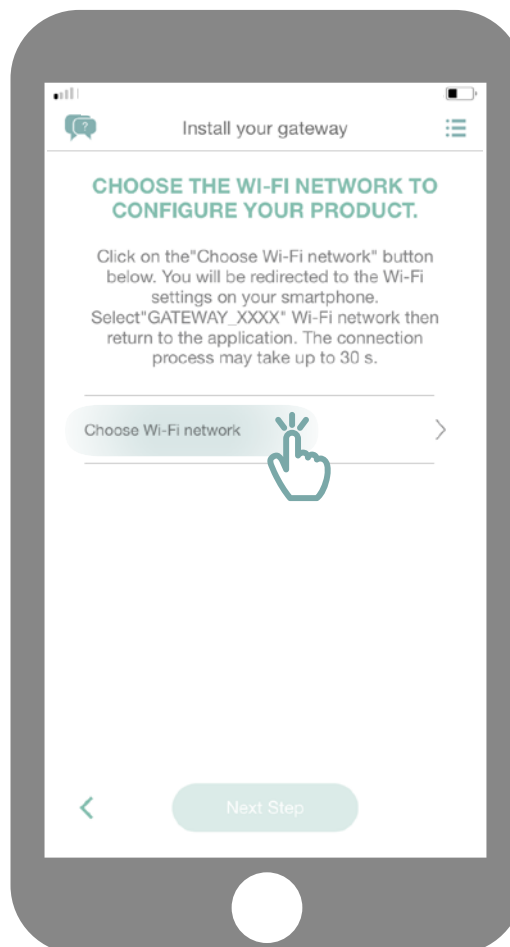 ?
Install your gateway
CHOOSE THE WI-FI NETWORK TO
CONFIGURE YOUR PRODUCT.
Click on the"Choose Wi-Fi network" button
below. You will be redirected to the Wi-Fi
settings on your smartphone.
Select"GATEWAY_XXXX" Wi-Fi network then
return to the application. The connection
process may take up to 30 s.
Choose Wi-Fi network
Next Step